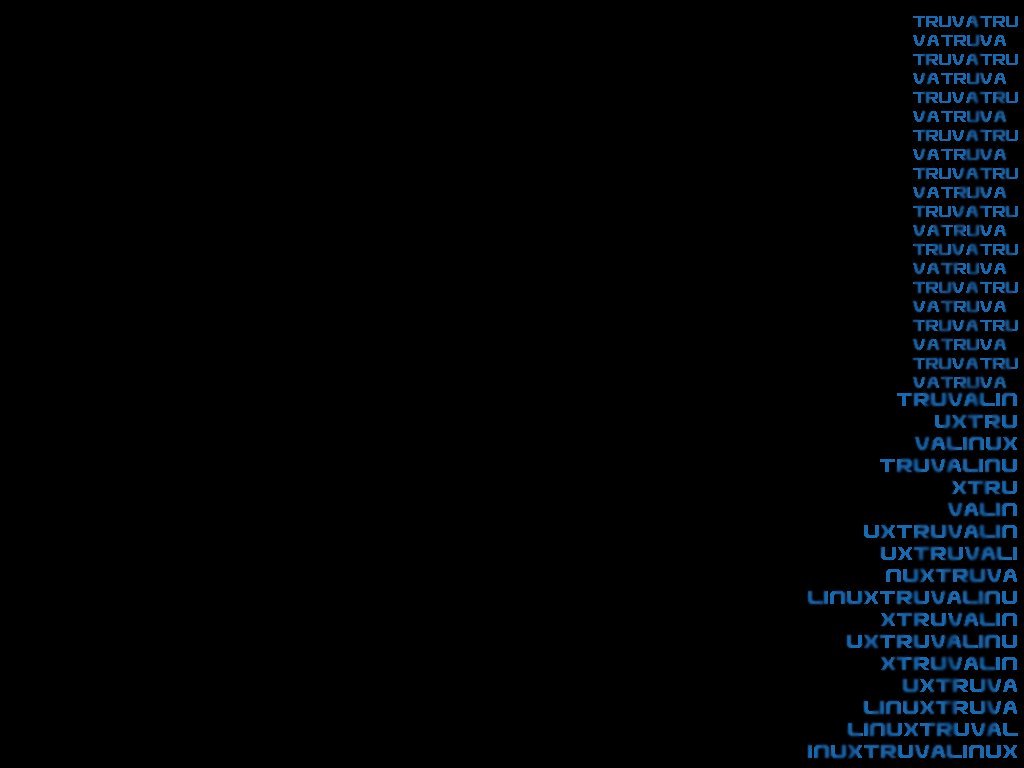 TRUVATRU
VATRUVA
TRUVATRU
VATRUVA
TRUVATRU
VATRUVA
TRUVATRU
VATRUVA
TRUVATRU
VATRUVA
TRUVATRU
VATRUVA
TRUVATRU
VATRUVA
TRUVATRU
VATRUVA
TRUVATRU
VATRUVA
TRUVATRU
VATRUVA
TRUVALIN
UXTRU
VALINUX
TRUVALINU
XTRU
VALIN
UXTRUVALIN
UXTRUVALI
NUXTRUVA
LINUXTRUVALINU
XTRUVALIN
UXTRUVALINU
XTRUVALIN
UXTRUVA
LINUXTRUVA
LINUXTRUVAL
INUXTRUVALINUX